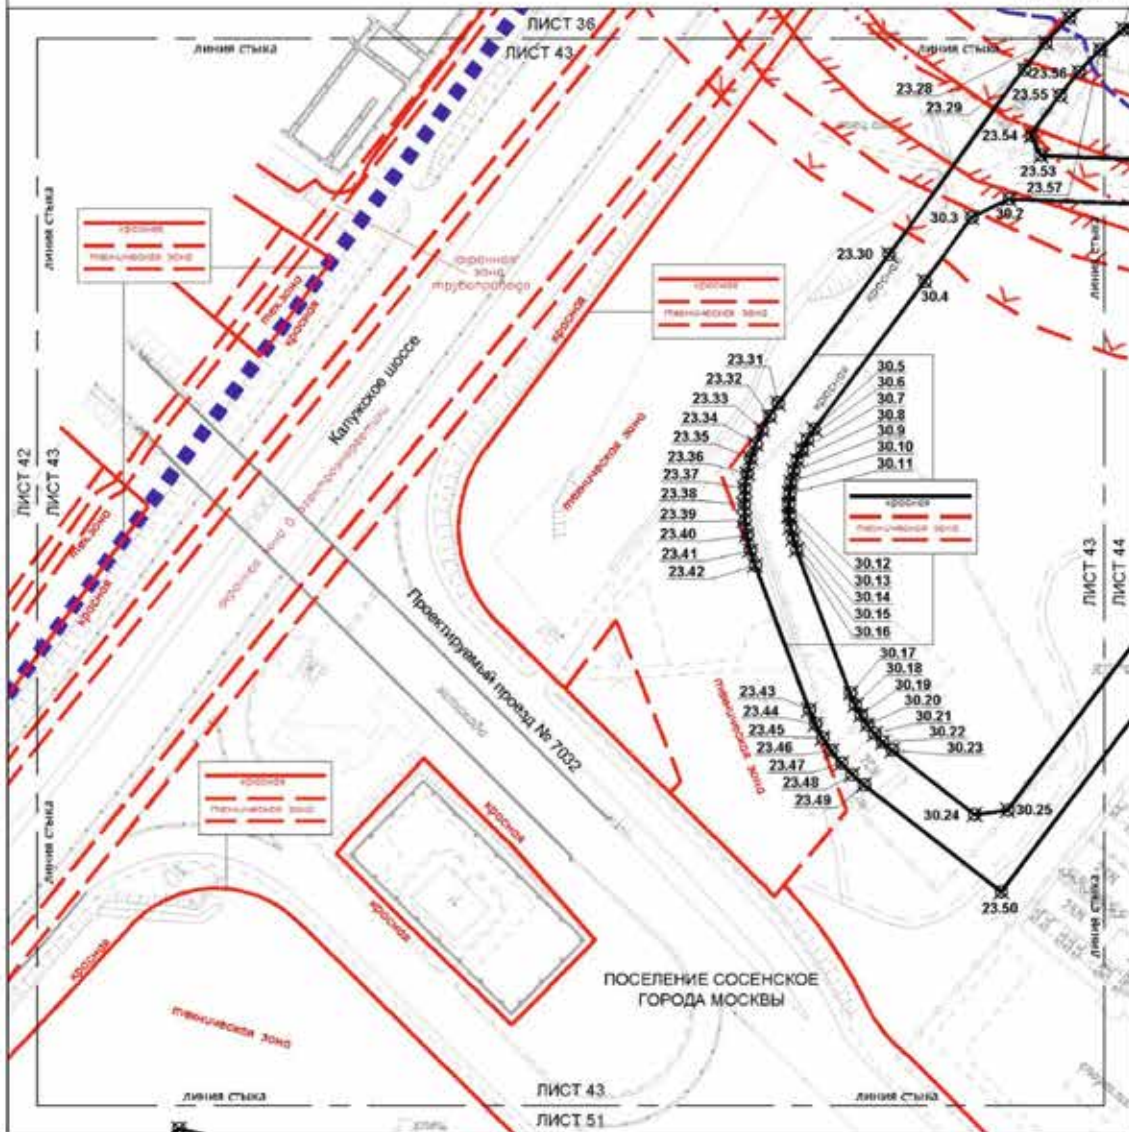 ЛИСТ 36
ЛИСТ 43
линия стыка
линия стыка
23.28
23.29
23.56
23.55
23.54
23.53
23.57
30.2
30.3
23.30
30.4
красная
красная
линия стыка
линия стыка
красная
техническая зона
охранная
зона
трубопровода
красная
техническая зона
тех.зона
красная
красная
Калужское шоссе
техническая зона
23.31
23.32
23.33
23.34
23.35
23.36
23.37
23.38
23.39
23.40
23.41
23.42
30.5
30.6
30.7
30.8
30.9
30.10
30.11
красная
техническая зона
30.12
30.13
30.14
30.15
30.16
ЛИСТ 42
ЛИСТ 43
ЛИСТ 43
ЛИСТ 44
тех.зона
красная
Проектируемый проезд № 7032
30.17
30.18
30.19
30.20
30.21
30.22
30.23
23.43
23.44
23.45
23.46
23.47
23.48
23.49
техническая зона
30.24
30.25
23.50
красная
техническая зона
красная
красная
красная
линия стыка
линия стыка
ПОСЕЛЕНИЕ СОСЕНСКОЕ
ГОРОДА МОСКВЫ
техническая зона
линия стыка
линия стыка
ЛИСТ 43
ЛИСТ 51